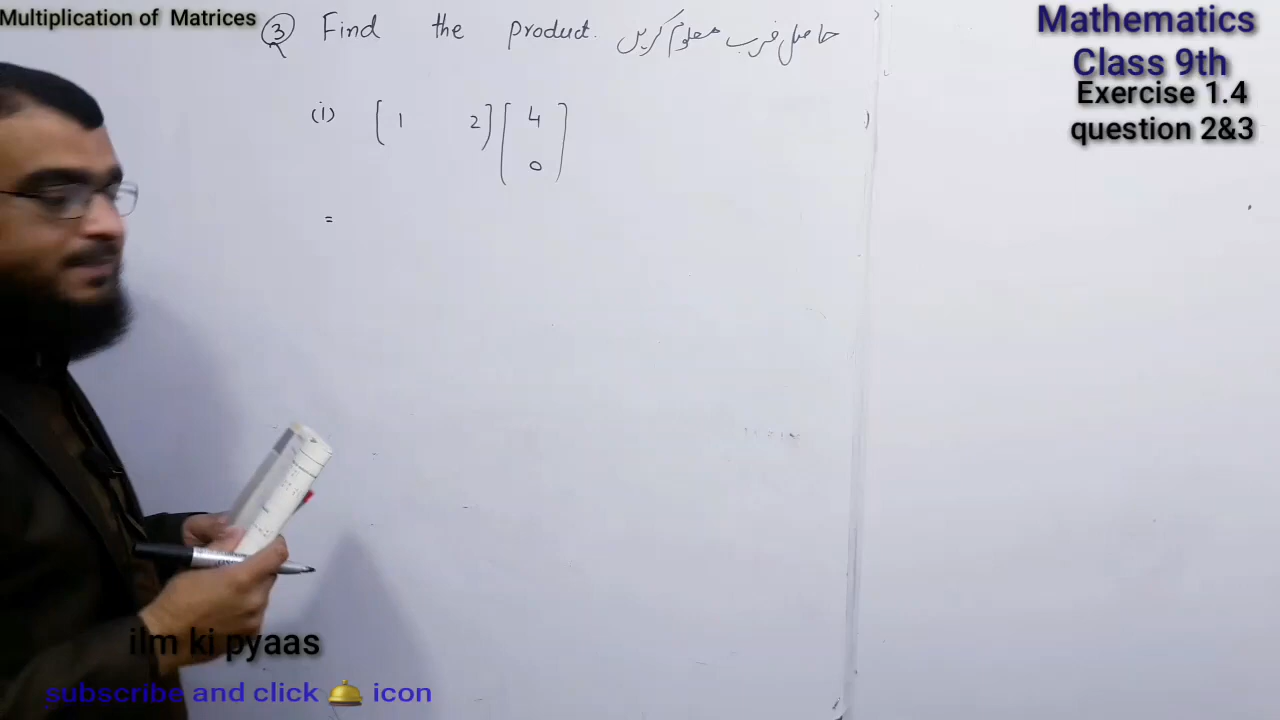 Multiplication of Matrices
③ Find the product. حاصل ضرب معلوم کریں
(i) [1 2] [4
0]
=
Mathematics
Class 9th
Exercise 1.4
question 2&3
ilm ki pyaas
subscribe and click 🛎️ icon